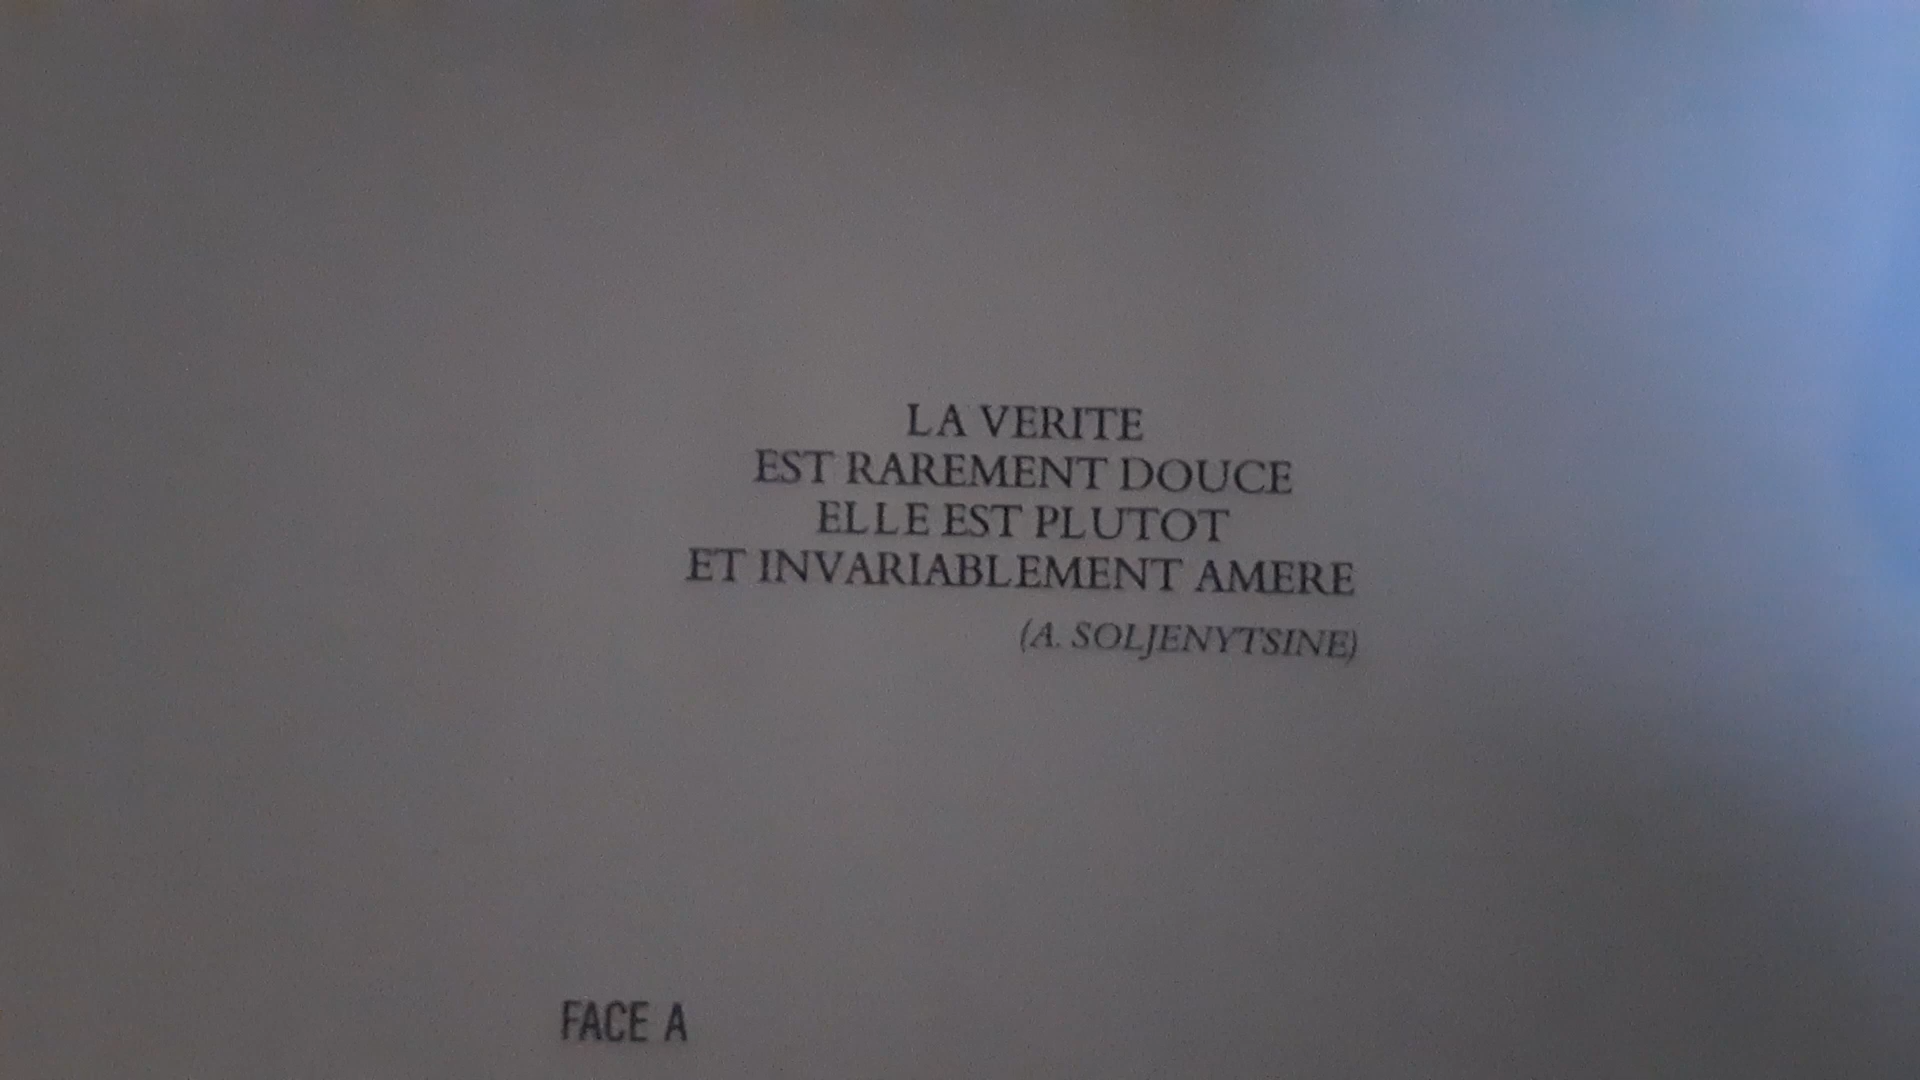 LA VERITE
EST RAREMENT DOUCE
ELLE EST PLUTOT
ET INVARIABLEMENT AMERE
(A. SOLJENYTSINE)
FACE A